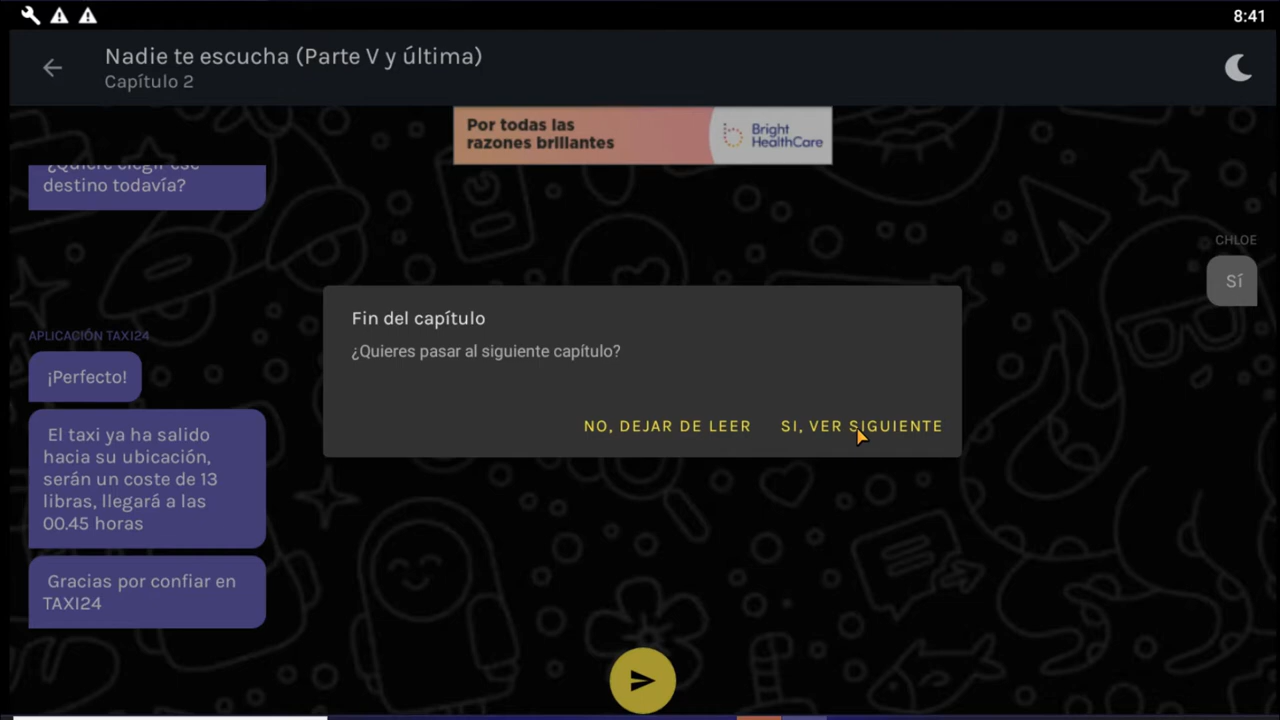 8:41
Nadie te escucha (Parte V y última)
Capítulo 2
Por todas las
razones brillantes
Bright
HealthCare
¿Quiere elegir ese
destino todavía?
CHLOE
Sí
APLICACIÓN TAXI24
¡Perfecto!
El taxi ya ha salido
hacia su ubicación,
serán un coste de 13
libras, llegará a las
00.45 horas
Gracias por confiar en
TAXI24
Fin del capítulo
¿Quieres pasar al siguiente capítulo?
NO, DEJAR DE LEER
SI, VER SIGUIENTE